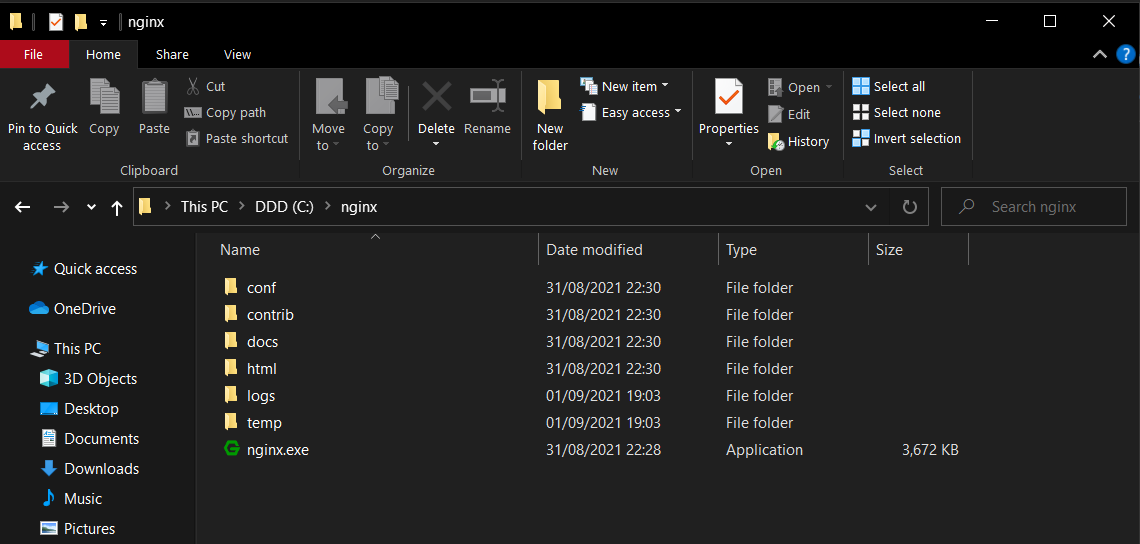 nginx
File Home Share View
Pin to Quick access
Copy
Paste
Cut
Copy path
Paste shortcut
Clipboard
Move to
Copy to
Delete
Rename
Organize
New folder
New item
Easy access
New
Properties
Open
Edit
History
Open
Select all
Select none
Invert selection
Select
This PC DDD (C:) nginx
Search nginx
Quick access
OneDrive
This PC
3D Objects
Desktop
Documents
Downloads
Music
Pictures
Name Date modified Type Size
conf 31/08/2021 22:30 File folder
contrib 31/08/2021 22:30 File folder
docs 31/08/2021 22:30 File folder
html 31/08/2021 22:30 File folder
logs 01/09/2021 19:03 File folder
temp 01/09/2021 19:03 File folder
nginx.exe 31/08/2021 22:28 Application 3,672 KB